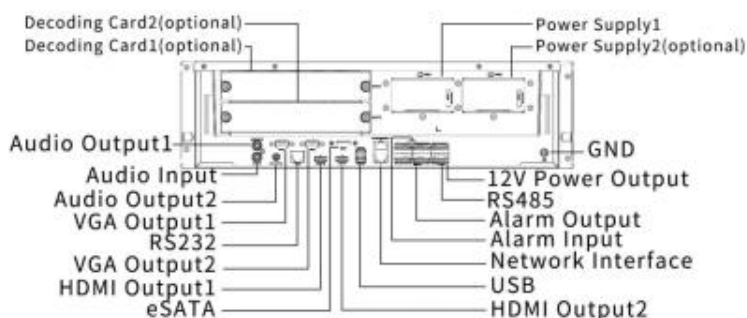 Decoding Card2(optional)
Decoding Card1(optional)
Power Supply1
Power Supply2(optional)
Audio Output1
Audio Input
Audio Output2
VGA Output1
RS232
VGA Output2
HDMI Output1
eSATA
GND
12V Power Output
RS485
Alarm Output
Alarm Input
Network Interface
USB
HDMI Output2